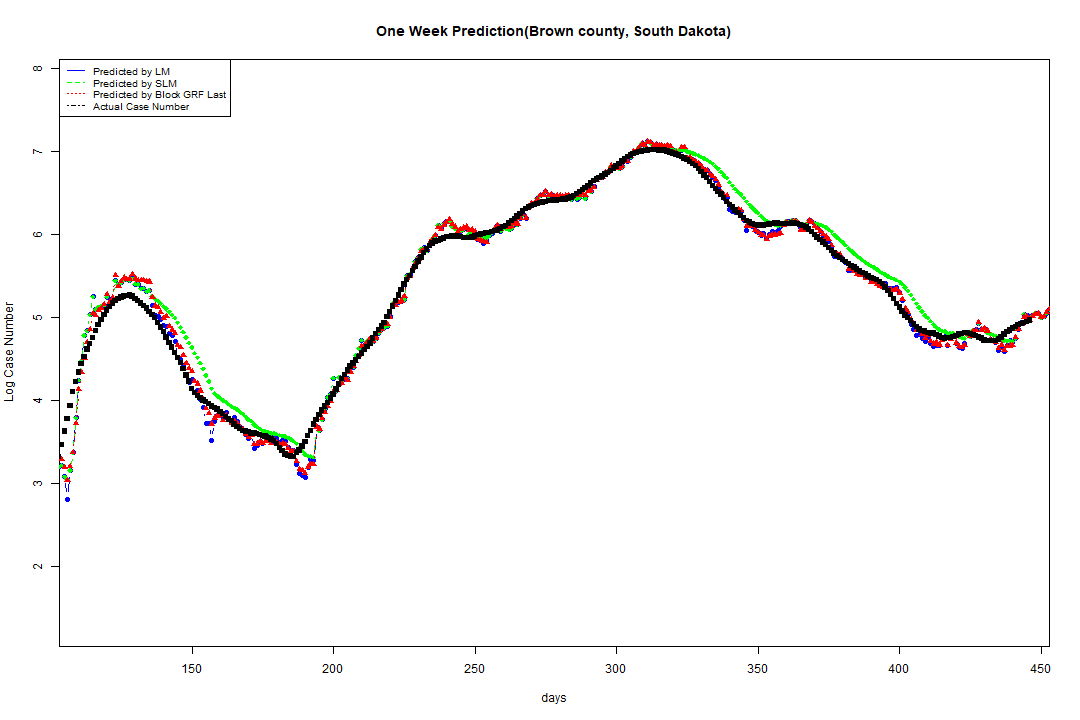 One Week Prediction(Brown county, South Dakota)
Predicted by LM
Predicted by SLM
Predicted by Block GRF Last
Actual Case Number
8
7
6
5
4
3
2
Log Case Number
150 200 250 300 350 400 450
days